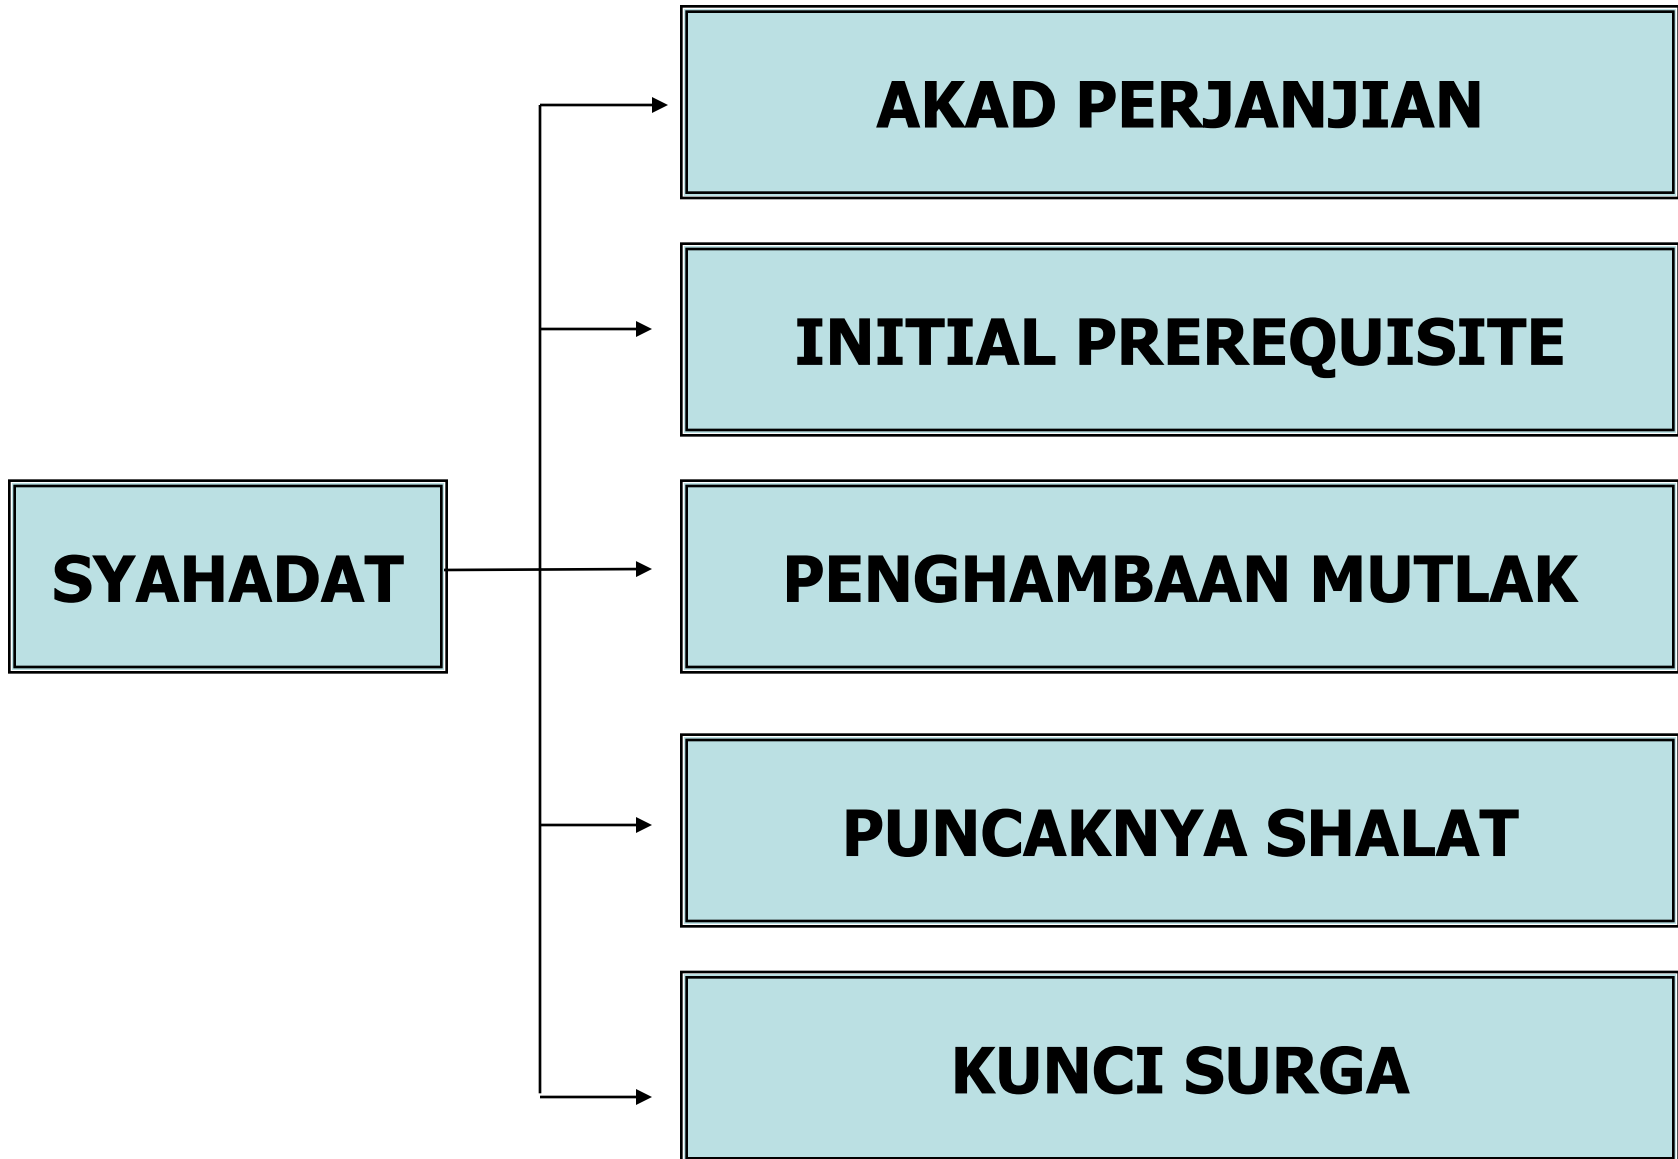 AKAD PERJANJIAN
INITIAL PREREQUISITE
SYAHADAT
PENGHAMBAAN MUTLAK
PUNCAKNYA SHALAT
KUNCI SURGA